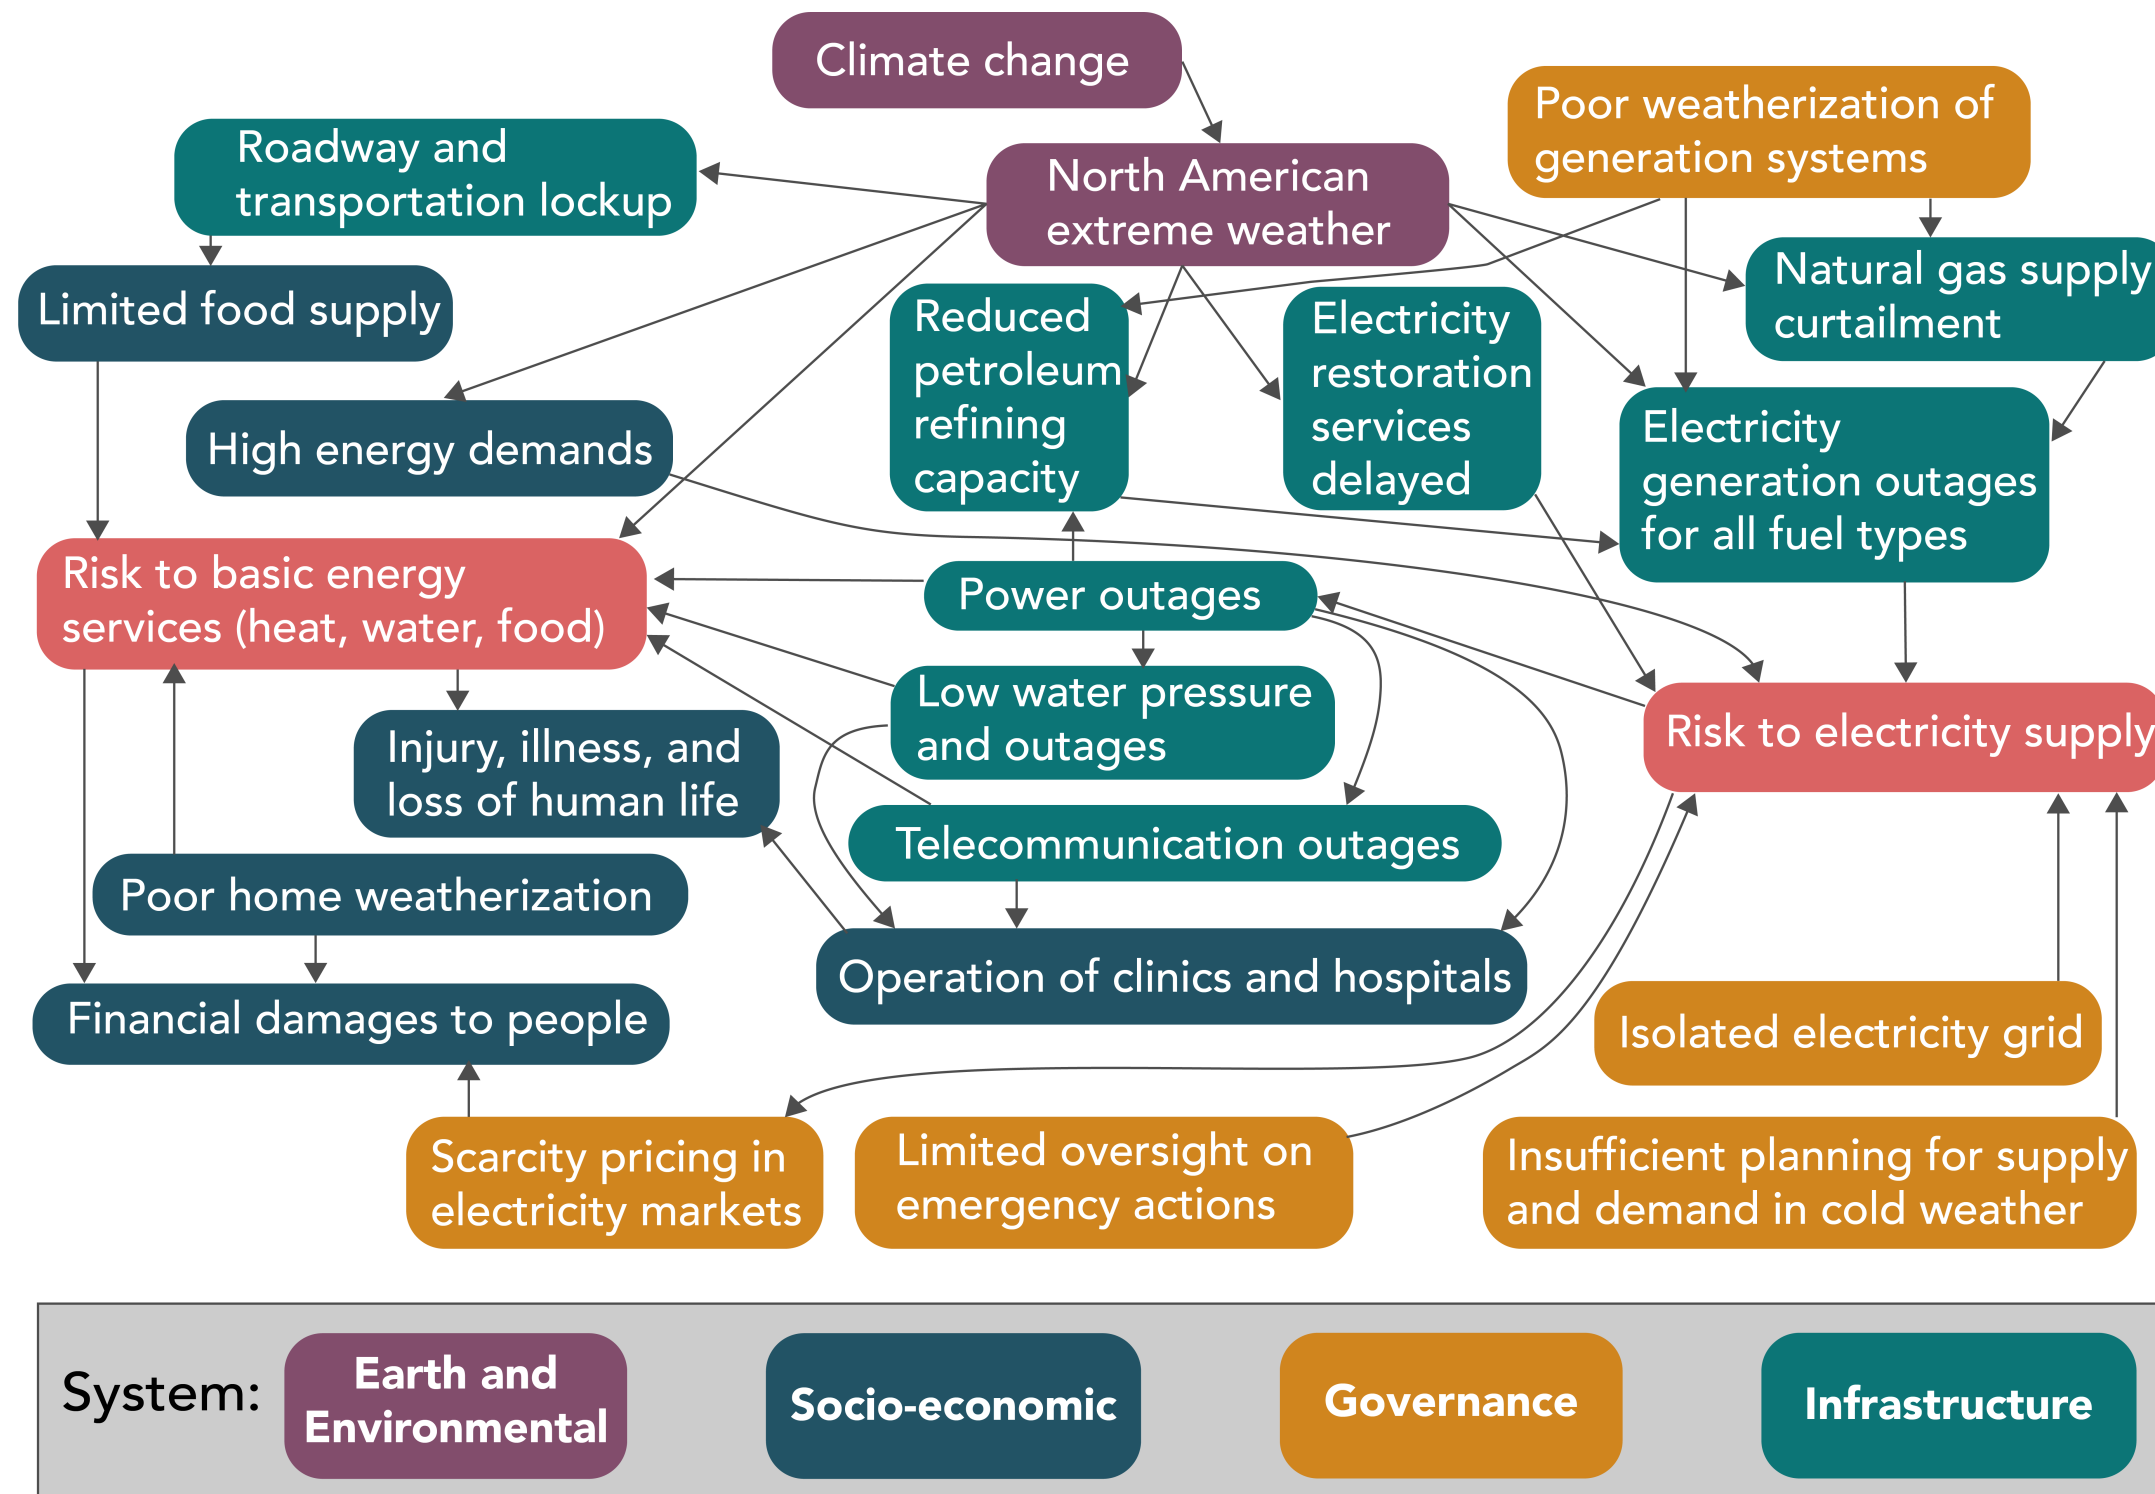 Climate change
Poor weatherization of
generation systems
Roadway and
transportation lockup
North American
extreme weather
Natural gas supply
curtailment
Limited food supply
Reduced
petroleum
refining
capacity
Electricity
restoration
services
delayed
High energy demands
Electricity
generation outages
for all fuel types
Risk to basic energy
services (heat, water, food)
Power outages
Low water pressure
and outages
Risk to electricity supply
Injury, illness, and
loss of human life
Telecommunication outages
Poor home weatherization
Operation of clinics and hospitals
Financial damages to people
Isolated electricity grid
Scarcity pricing in
electricity markets
Limited oversight on
emergency actions
Insufficient planning for supply
and demand in cold weather
System:
Earth and
Environmental
Socio-economic
Governance
Infrastructure